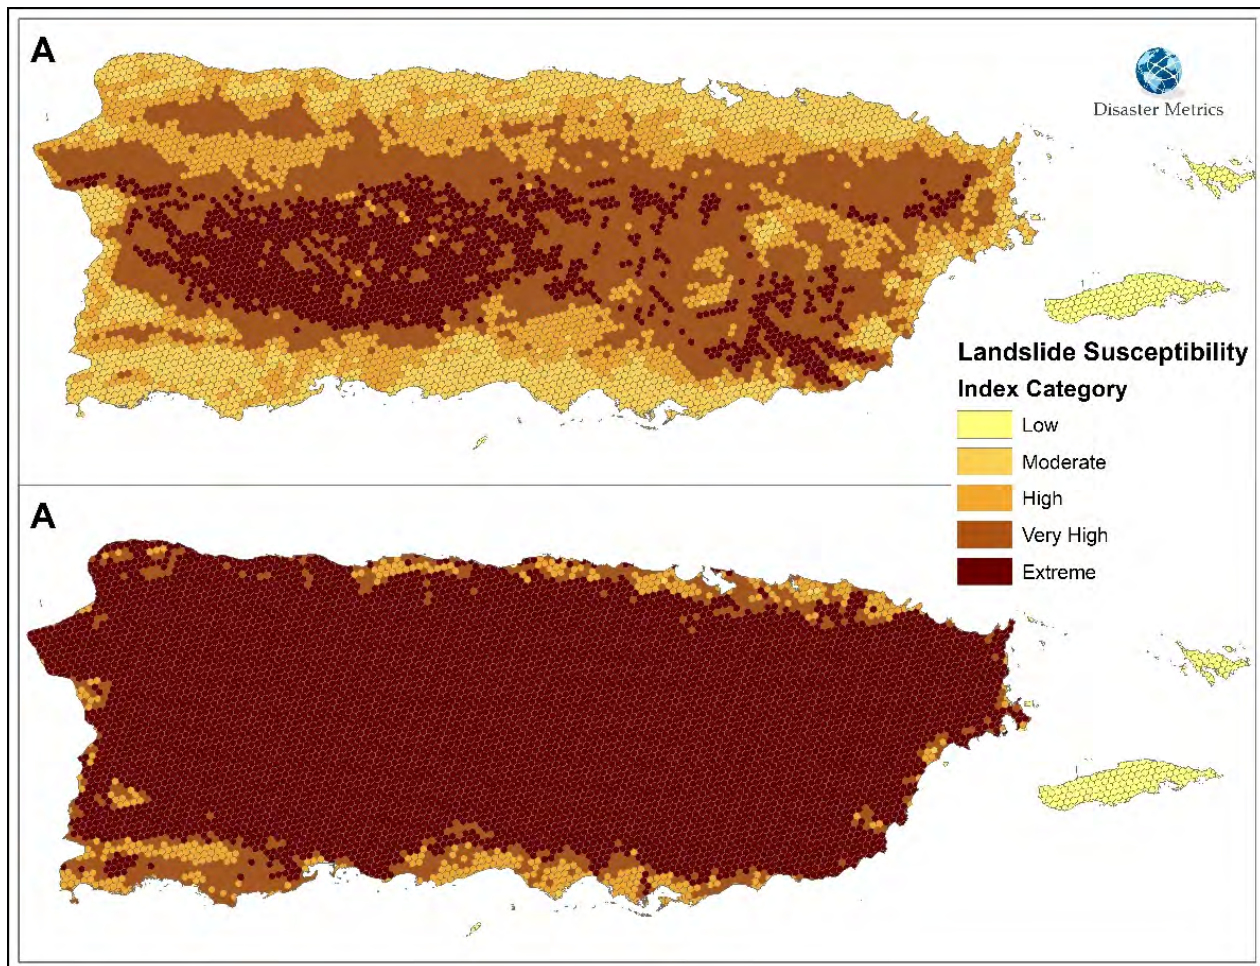 A
Disaster Metrics
Landslide Susceptibility
Index Category
Low
Moderate
High
Very High
Extreme
A